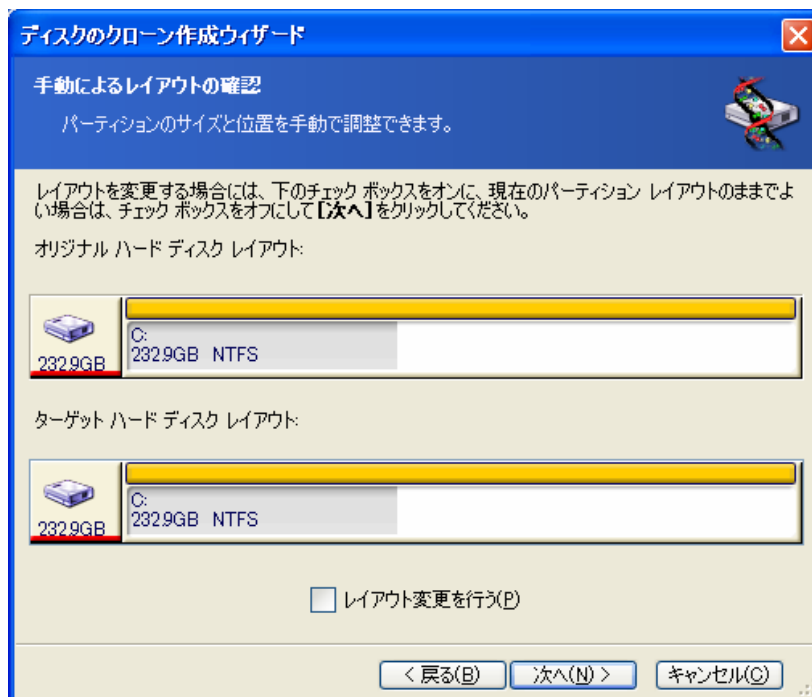 ディスクのクローン作成ウィザード
手動によるレイアウトの確認
パーティションのサイズと位置を手動で調整できます。
レイアウトを変更する場合には、下のチェック ボックスをオンに、現在のパーティション レイアウトのままでよ
い場合は、チェック ボックスをオフにして[次へ]をクリックしてください。
オリジナル ハード ディスク レイアウト:
C:
232.9GB 232.9GB NTFS
ターゲット ハード ディスク レイアウト:
C:
232.9GB 232.9GB NTFS
レイアウト変更を行う(P)
< 戻る(B) 次へ(N) > キャンセル(C)